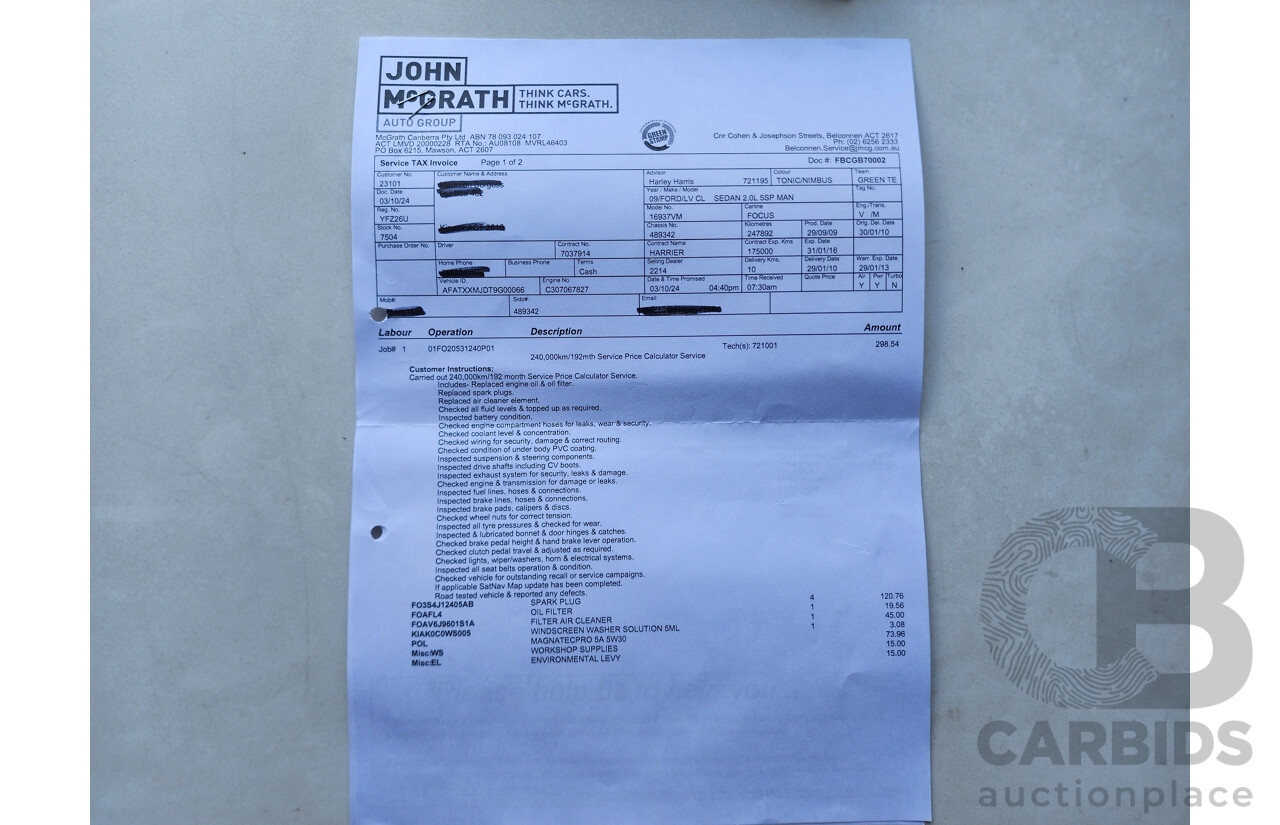 JOHN
McGRATH THINK CARS.
THINK McGRATH.
AUTO GROUP
McGrath Canberra Pty Ltd ABN 78 093 024 107
ACT LMVD 20000228 RTA No.: AU08108 MVRL46403
PO Box 6215, Mawson, ACT 2607
GREEN STAMP
Cnr Cohen & Josephson Streets, Belconnen ACT 2617
Ph: (02) 6256 2333
Belconnen.Service@jmcg.com.au
Service TAX Invoice Page 1 of 2 Doc #: FBCGB70002
Customer No. Customer Name & Address Advisor Colour Team
23101 Harley Harris 721195 TONIC/NIMBUS GREEN TE
Doc. Date Year / Make / Model Tag No.
03/10/24 09/FORD/LV CL SEDAN 2.0L 5SP MAN
Reg. No. Model No. Carline Eng./Trans.
YFZ26U 16937VM FOCUS V /M
Stock No. Chassis No. Kilometres Prod. Date Orig. Del. Date
7504 489342 247892 29/09/09 30/01/10
Purchase Order No. Driver Contract No. Contract Name Contract Exp. Kms Exp. Date
7037914 HARRIER 175000 31/01/16
Home Phone Business Phone Terms Selling Dealer Delivery Kms. Delivery Date Warr. Exp. Date
Cash 2214 10 29/01/10 29/01/13
Vehicle ID. Engine No. Date & Time Promised Time Received Quote Price Air Pwr Turbo
AFATXXMJDT9G00066 C307067827 03/10/24 04:40pm 07:30am Y Y N
Mob#: Sido#: Email:
489342
Labour Operation Description Amount
Job# 1 01FO20531240P01 Tech(s): 721001 298.54
240,000km/192mth Service Price Calculator Service
Customer Instructions:
Carried out 240,000km/192 month Service Price Calculator Service.
Includes- Replaced engine oil & oil filter.
Replaced spark plugs.
Replaced air cleaner element.
Checked all fluid levels & topped up as required.
Inspected battery condition.
Checked engine compartment hoses for leaks, wear & security.
Checked coolant level & concentration.
Checked wiring for security, damage & correct routing.
Checked condition of under body PVC coating.
Inspected suspension & steering components.
Inspected drive shafts including CV boots.
Inspected exhaust system for security, leaks & damage.
Checked engine & transmission for damage or leaks.
Inspected fuel lines, hoses & connections.
Inspected brake lines, hoses & connections.
Inspected brake pads, calipers & discs.
Checked wheel nuts for correct tension.
Inspected all tyre pressures & checked for wear.
Inspected & lubricated bonnet & door hinges & catches.
Checked brake pedal height & hand brake lever operation.
Checked clutch pedal travel & adjusted as required.
Checked lights, wiper/washers, horn & electrical systems.
Inspected all seat belts operation & condition.
Checked vehicle for outstanding recall or service campaigns.
If applicable SatNav Map update has been completed.
Road tested vehicle & reported any defects.
FO3S4J12405AB SPARK PLUG 4 120.76
FOAFL4 OIL FILTER 1 19.56
FOAV6J9601S1A FILTER AIR CLEANER 1 45.00
KIAK0C0WS005 WINDSCREEN WASHER SOLUTION 5ML 1 3.08
POL MAGNATECPRO 5A 5W30 73.96
Misc:WS WORKSHOP SUPPLIES 15.00
Misc:EL ENVIRONMENTAL LEVY 15.00
CB
CARBIDS
auctionplace